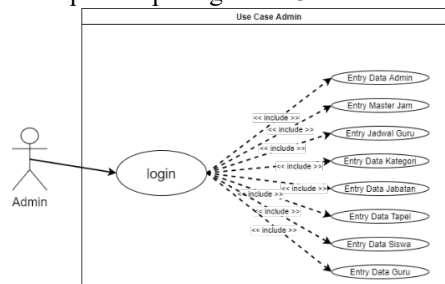 Use Case Admin
Entry Data Admin
<< include >>
Entry Master Jam
<< include >>
Entry Jadwal Guru
<< include >>
Entry Data Kategori
<< include >>
login
Entry Data Jabatan
<< include >>
Admin
<< include >>
Entry Data Tapel
<< include >>
Entry Data Siswa
<< include >>
Entry Data Guru